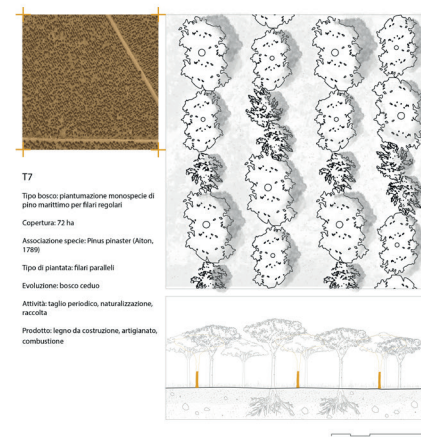 T7
Tipo bosco: piantumazione monospecie di
pino marittimo per filari regolari
Copertura: 72 ha
Associazione specie: Pinus pinaster (Aiton,
1789)
Tipo di piantata: filari paralleli
Evoluzione: bosco ceduo
Attività: taglio periodico, naturalizzazione,
raccolta
Prodotto: legno da costruzione, artigianato,
combustione